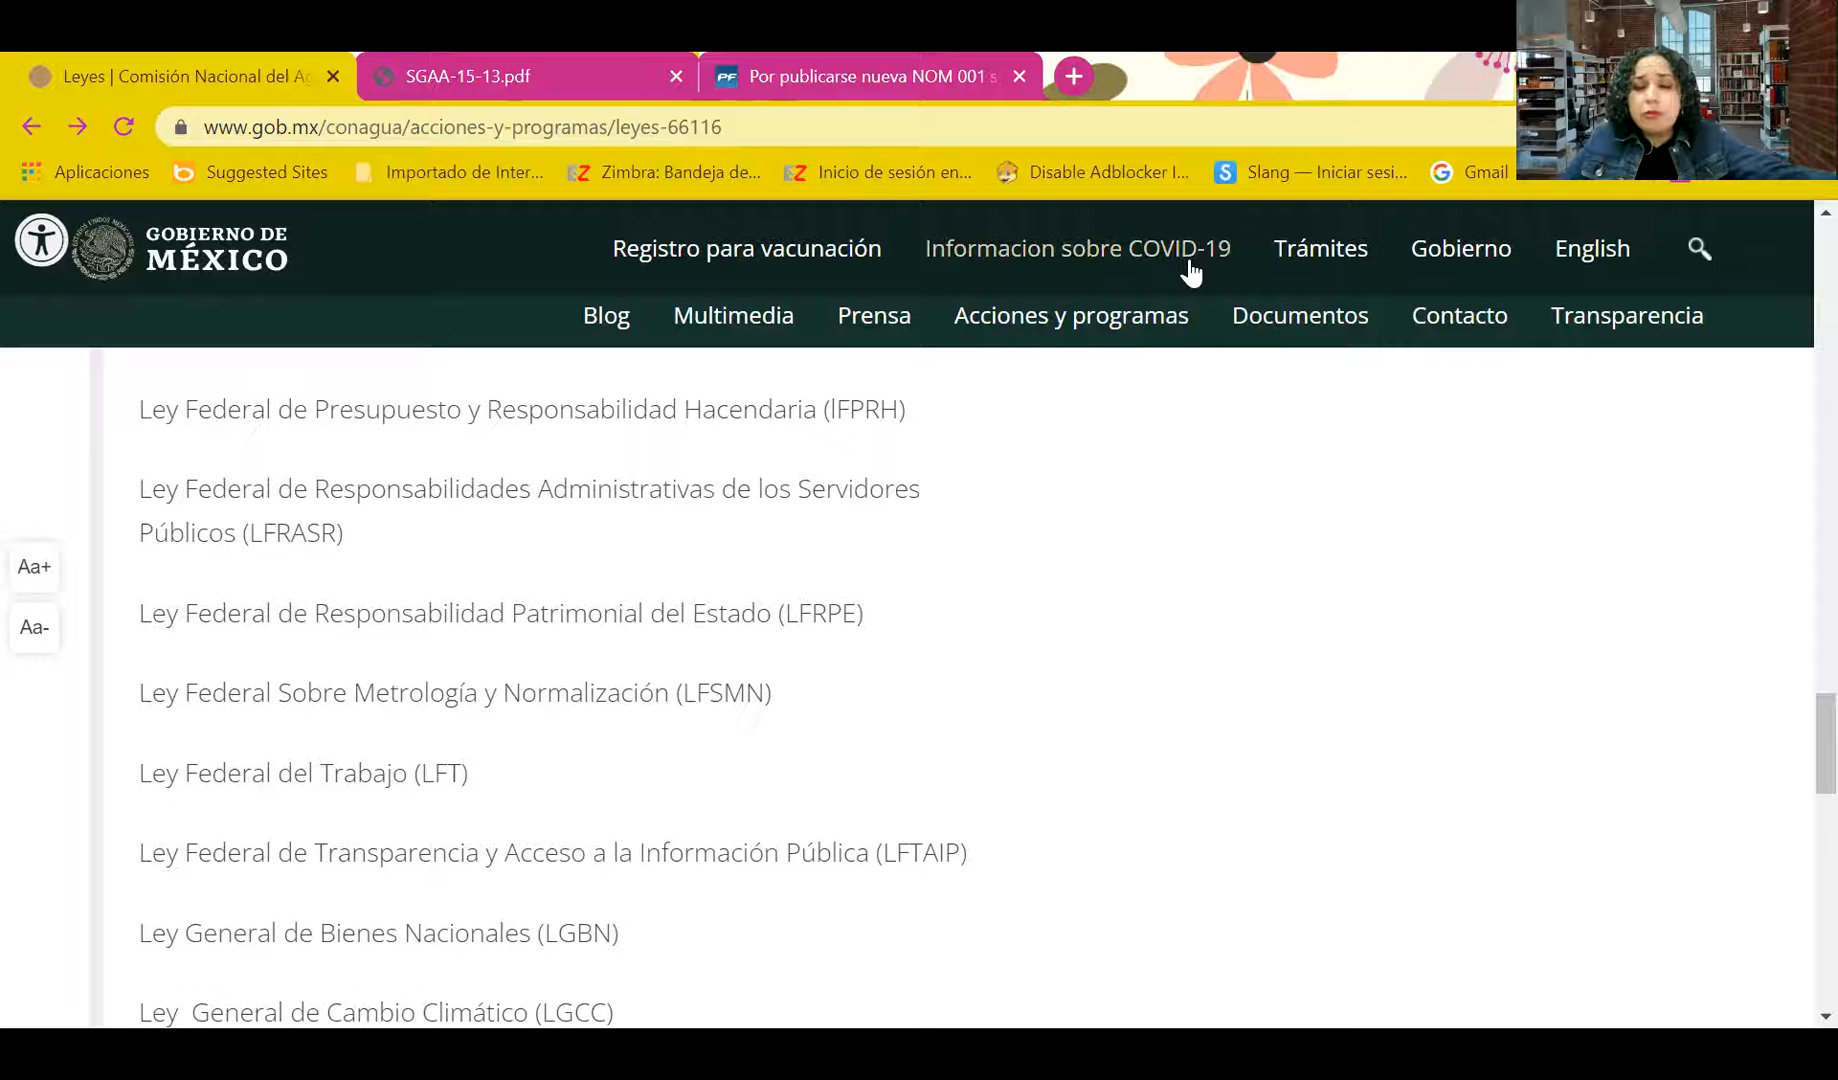 Leyes | Comisión Nacional del Ag
SGAA-15-13.pdf
PF Por publicarse nueva NOM 001 s
www.gob.mx/conagua/acciones-y-programas/leyes-66116
Aplicaciones
Suggested Sites
Importado de Inter...
Zimbra: Bandeja de...
Inicio de sesión en...
Disable Adblocker I...
S Slang — Iniciar sesi...
G Gmail
GOBIERNO DE
MÉXICO
Registro para vacunación
Informacion sobre COVID-19
Trámites
Gobierno
English
Blog
Multimedia
Prensa
Acciones y programas
Documentos
Contacto
Transparencia
Ley Federal de Presupuesto y Responsabilidad Hacendaria (lFPRH)
Ley Federal de Responsabilidades Administrativas de los Servidores
Públicos (LFRASR)
Aa+
Ley Federal de Responsabilidad Patrimonial del Estado (LFRPE)
Aa-
Ley Federal Sobre Metrología y Normalización (LFSMN)
Ley Federal del Trabajo (LFT)
Ley Federal de Transparencia y Acceso a la Información Pública (LFTAIP)
Ley General de Bienes Nacionales (LGBN)
Ley General de Cambio Climático (LGCC)